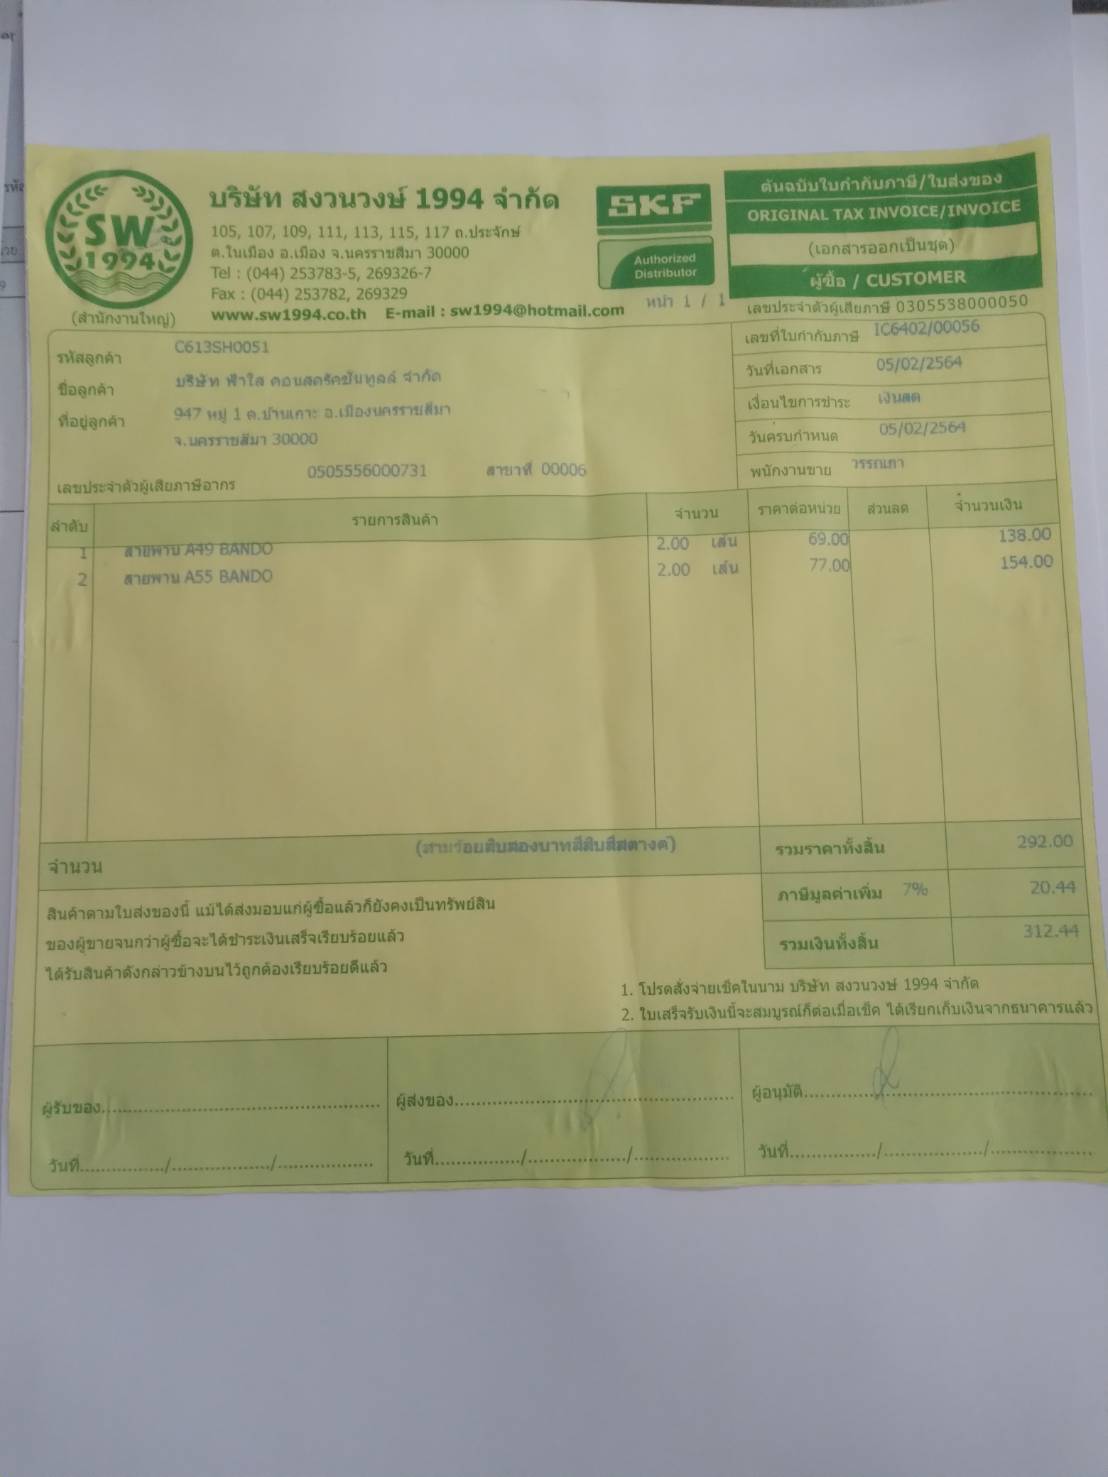 SW
1994
(สำนักงานใหญ่)
บริษัท สงวนวงษ์ 1994 จำกัด
105, 107, 109, 111, 113, 115, 117 ถ.ประจักษ์
ต.ในเมือง อ.เมือง จ.นครราชสีมา 30000
Tel : (044) 253783-5, 269326-7
Fax : (044) 253782, 269329
www.sw1994.co.th E-mail : sw1994@hotmail.com
SKF
Authorized
Distributor
หน้า 1 / 1
ต้นฉบับใบกำกับภาษี/ใบส่งของ
ORIGINAL TAX INVOICE/INVOICE
(เอกสารออกเป็นชุด)
ผู้ซื้อ / CUSTOMER
เลขประจำตัวผู้เสียภาษี 0305538000050
รหัสลูกค้า C613SH0051
ชื่อลูกค้า บริษัท ฟ้าใส คอนสตรัคชั่นทูลส์ จำกัด
ที่อยู่ลูกค้า 947 หมู่ 1 ต.บ้านเกาะ อ.เมืองนครราชสีมา
จ.นครราชสีมา 30000
เลขประจำตัวผู้เสียภาษีอากร 0505556000731 สาขาที่ 00006
เลขที่ใบกำกับภาษี IC6402/00056
วันที่เอกสาร 05/02/2564
เงื่อนไขการชำระ เงินสด
วันครบกำหนด 05/02/2564
พนักงานขาย วรรณภา
ลำดับ รายการสินค้า จำนวน ราคาต่อหน่วย ส่วนลด จำนวนเงิน
1 สายพาน A49 BANDO 2.00 เส้น 69.00 138.00
2 สายพาน A55 BANDO 2.00 เส้น 77.00 154.00
จำนวน (สามร้อยสิบสองบาทสี่สิบสี่สตางค์)
รวมราคาทั้งสิ้น 292.00
ภาษีมูลค่าเพิ่ม 7% 20.44
รวมเงินทั้งสิ้น 312.44
สินค้าตามใบส่งของนี้ แม้ได้ส่งมอบแก่ผู้ซื้อแล้วก็ยังคงเป็นทรัพย์สิน
ของผู้ขายจนกว่าผู้ซื้อจะได้ชำระเงินเสร็จเรียบร้อยแล้ว
ได้รับสินค้าดังกล่าวข้างบนไว้ถูกต้องเรียบร้อยดีแล้ว
1. โปรดสั่งจ่ายเช็คในนาม บริษัท สงวนวงษ์ 1994 จำกัด
2. ใบเสร็จรับเงินนี้จะสมบูรณ์ก็ต่อเมื่อเช็ค ได้เรียกเก็บเงินจากธนาคารแล้ว
ผู้รับของ ผู้ส่งของ ผู้อนุมัติ
วันที่ / / วันที่ / / วันที่ / /